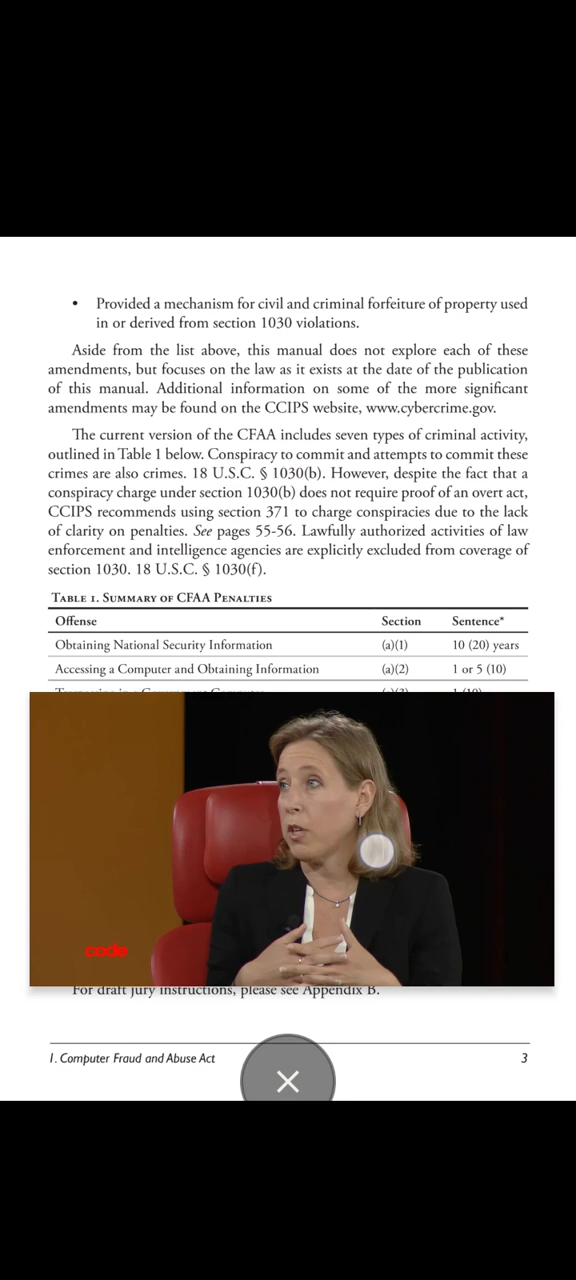 • Provided a mechanism for civil and criminal forfeiture of property used
in or derived from section 1030 violations.
Aside from the list above, this manual does not explore each of these
amendments, but focuses on the law as it exists at the date of the publication
of this manual. Additional information on some of the more significant
amendments may be found on the CCIPS website, www.cybercrime.gov.
The current version of the CFAA includes seven types of criminal activity,
outlined in Table 1 below. Conspiracy to commit and attempts to commit these
crimes are also crimes. 18 U.S.C. § 1030(b). However, despite the fact that a
conspiracy charge under section 1030(b) does not require proof of an overt act,
CCIPS recommends using section 371 to charge conspiracies due to the lack
of clarity on penalties. See pages 55-56. Lawfully authorized activities of law
enforcement and intelligence agencies are explicitly excluded from coverage of
section 1030. 18 U.S.C. § 1030(f).
Table 1. Summary of CFAA Penalties
Offense Section Sentence*
Obtaining National Security Information (a)(1) 10 (20) years
Accessing a Computer and Obtaining Information (a)(2) 1 or 5 (10)
code
For draft jury instructions, please see Appendix B.
1. Computer Fraud and Abuse Act 3